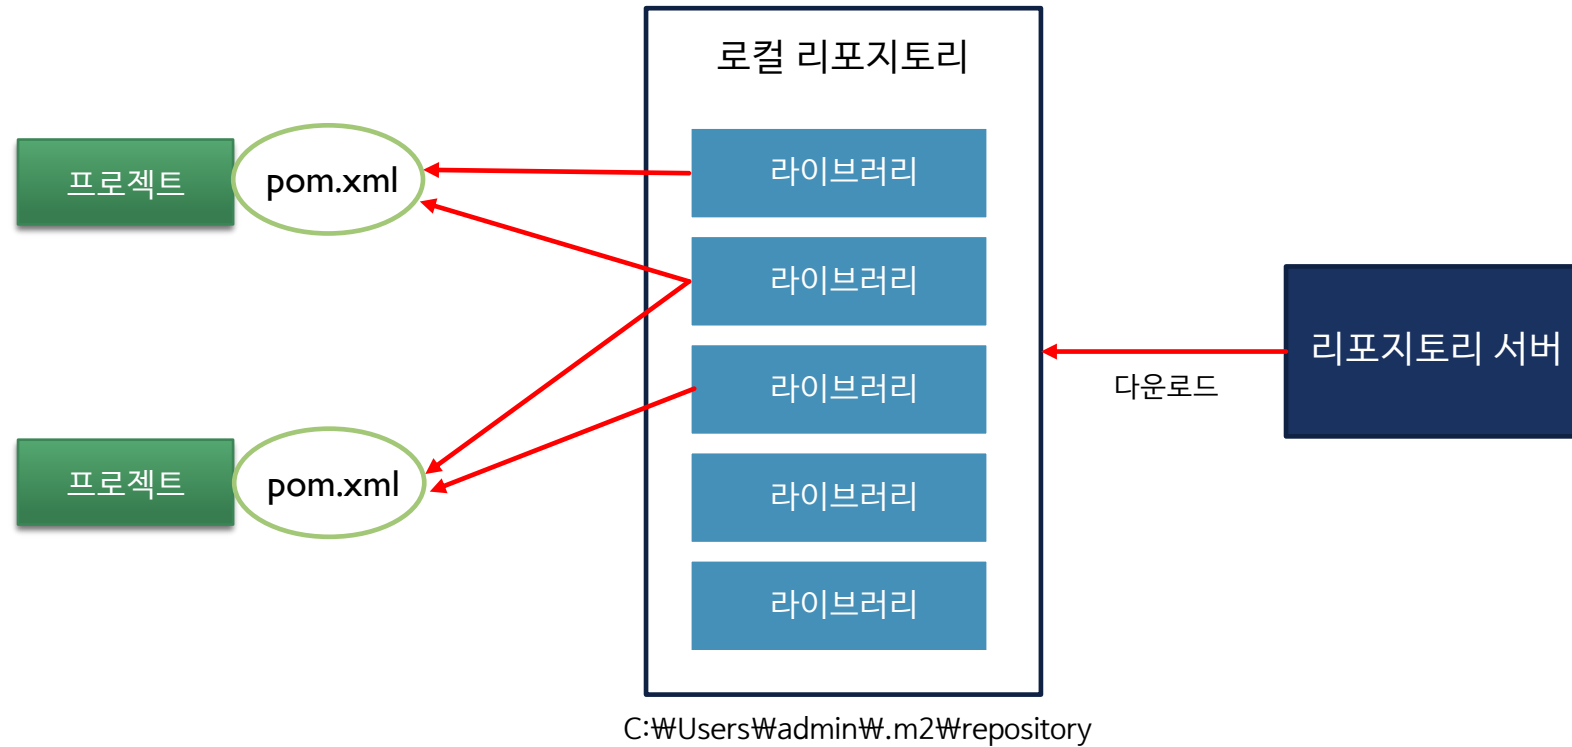 로컬 리포지토리
프로젝트
pom.xml
라이브러리
라이브러리
라이브러리
라이브러리
라이브러리
프로젝트
pom.xml
다운로드
리포지토리 서버
C:₩Users₩admin₩.m2₩repository